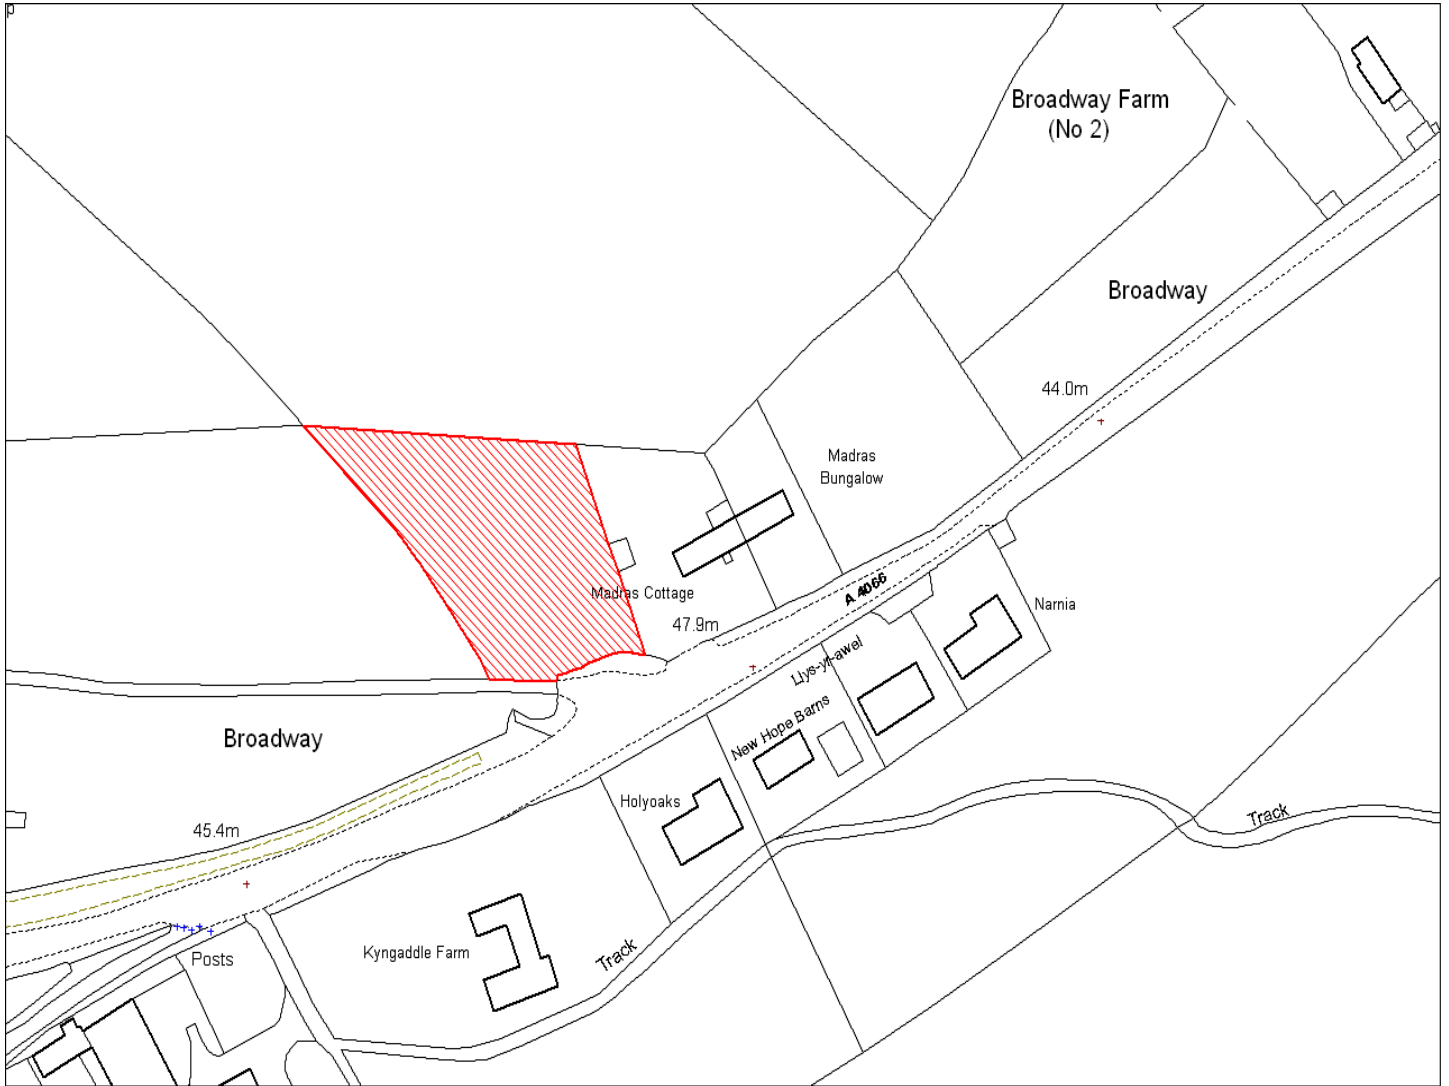 p
Broadway Farm
(No 2)
Broadway
44.0m
Madras
Bungalow
A 4066
Madras Cottage
47.9m
Narnia
Llys-yr-awel
New Hope Barns
Broadway
Holyoaks
45.4m
Track
Kyngaddle Farm
Track
Posts